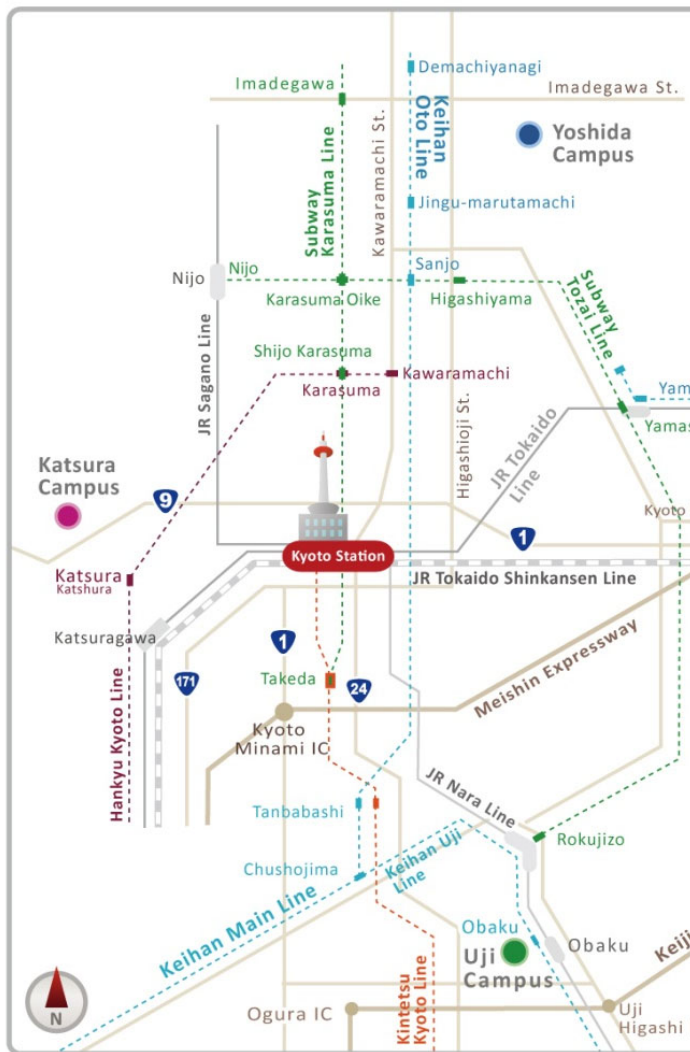 Demachiyanagi
Imadegawa
Imadegawa St.
Keihan
Oto Line
Yoshida
Campus
Subway
Karasuma Line
Kawaramachi St.
Jingu-marutamachi
Nijo
Nijo
Sanjo
Karasuma Oike
Higashiyama
Subway
Tozai Line
JR Sagano Line
Shijo Karasuma
Karasuma
Kawaramachi
Yam
Yamas
Higashioji St.
JR Tokaido
Line
Katsura
Campus
9
Kyoto
1
Kyoto Station
JR Tokaido Shinkansen Line
Katsura
Katshura
Katsuragawa
1
171
Takeda
24
Meishin Expressway
Kyoto
Minami IC
Hankyu Kyoto Line
JR Nara Line
Tanbabashi
Rokujizo
Chushojima
Keihan Uji
Line
Keihan Main Line
Obaku
Obaku
Uji
Campus
Keiji
Kintetsu
Kyoto Line
Ogura IC
Uji
Higashi
N